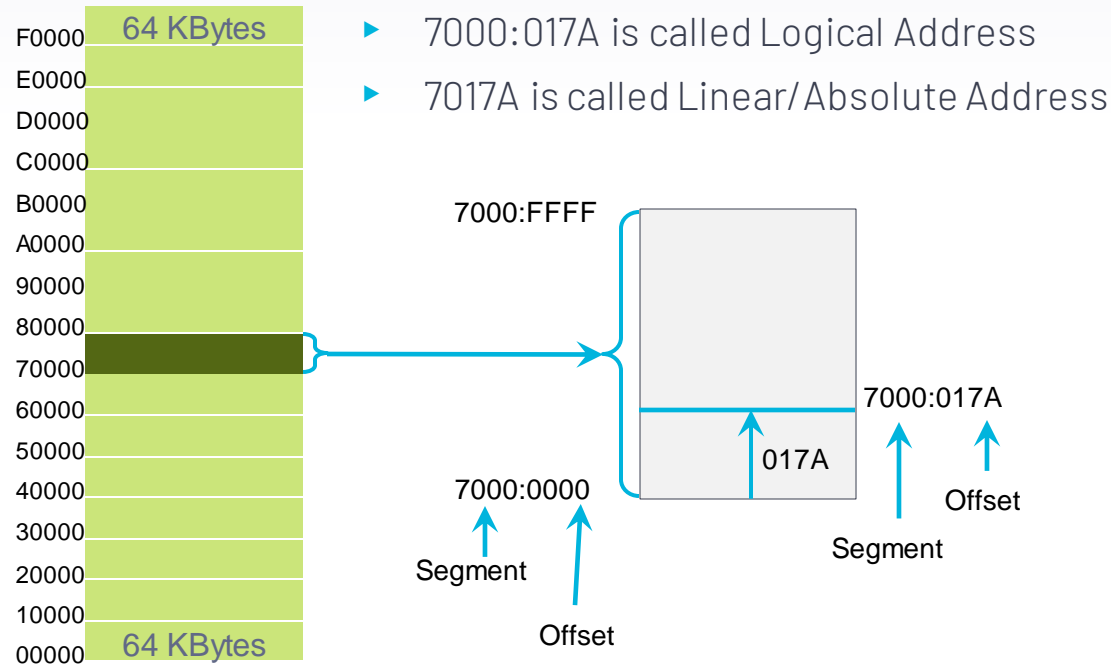 7000:017A is called Logical Address
7017A is called Linear/Absolute Address
64 KBytes
F0000
E0000
D0000
C0000
B0000
A0000
90000
80000
70000
60000
50000
40000
30000
20000
10000
00000
64 KBytes
7000:FFFF
7000:017A
017A
Offset
Segment
7000:0000
Segment
Offset